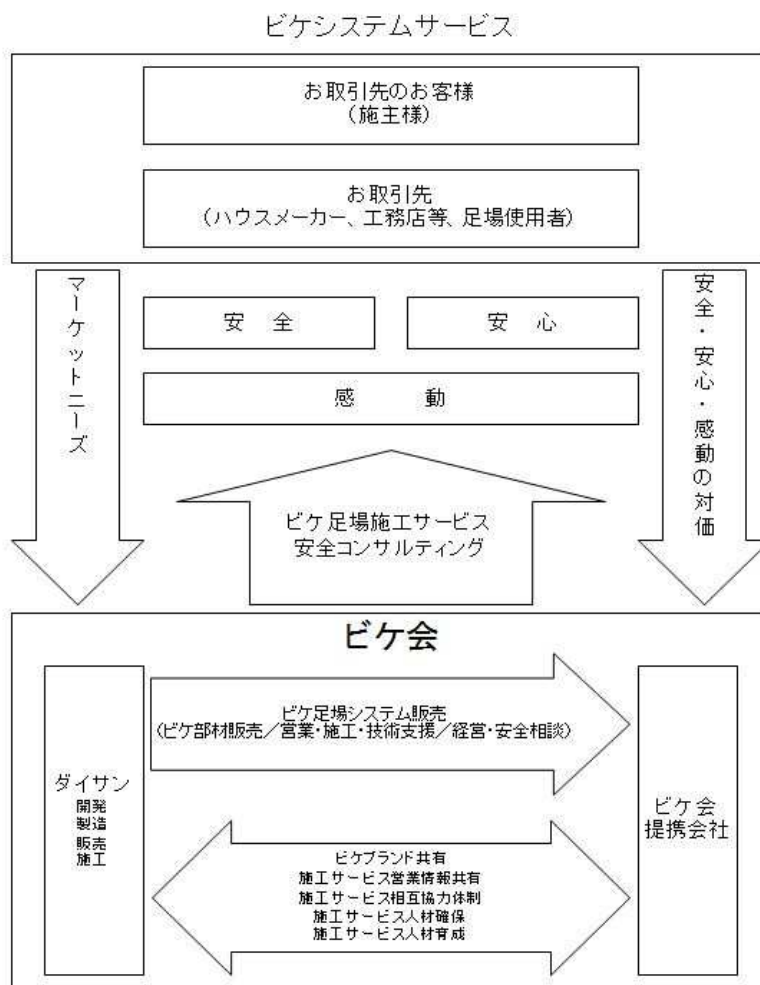 ビケシステムサービス
お取引先のお客様
(施主様)
お取引先
(ハウスメーカー、工務店等、足場使用者)
マーケットニーズ
安　全
安　心
感　　動
安全・安心・感動の対価
ビケ足場施工サービス
安全コンサルティング
ビケ会
ビケ足場システム販売
(ビケ部材販売／営業・施工・技術支援／経営・安全相談)
ダイサン
開発
製造
販売
施工
ビケ会
提携会社
ビケブランド共有
施工サービス営業情報共有
施工サービス相互協力体制
施工サービス人材確保
施工サービス人材育成